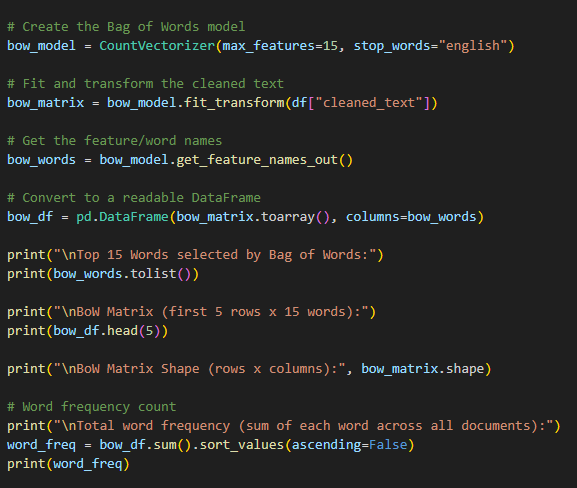 # Create the Bag of Words model
bow_model = CountVectorizer(max_features=15, stop_words="english")
# Fit and transform the cleaned text
bow_matrix = bow_model.fit_transform(df["cleaned_text"])
# Get the feature/word names
bow_words = bow_model.get_feature_names_out()
# Convert to a readable DataFrame
bow_df = pd.DataFrame(bow_matrix.toarray(), columns=bow_words)
print("\nTop 15 Words selected by Bag of Words:")
print(bow_words.tolist())
print("\nBoW Matrix (first 5 rows x 15 words):")
print(bow_df.head(5))
print("\nBoW Matrix Shape (rows x columns):", bow_matrix.shape)
# Word frequency count
print("\nTotal word frequency (sum of each word across all documents):")
word_freq = bow_df.sum().sort_values(ascending=False)
print(word_freq)